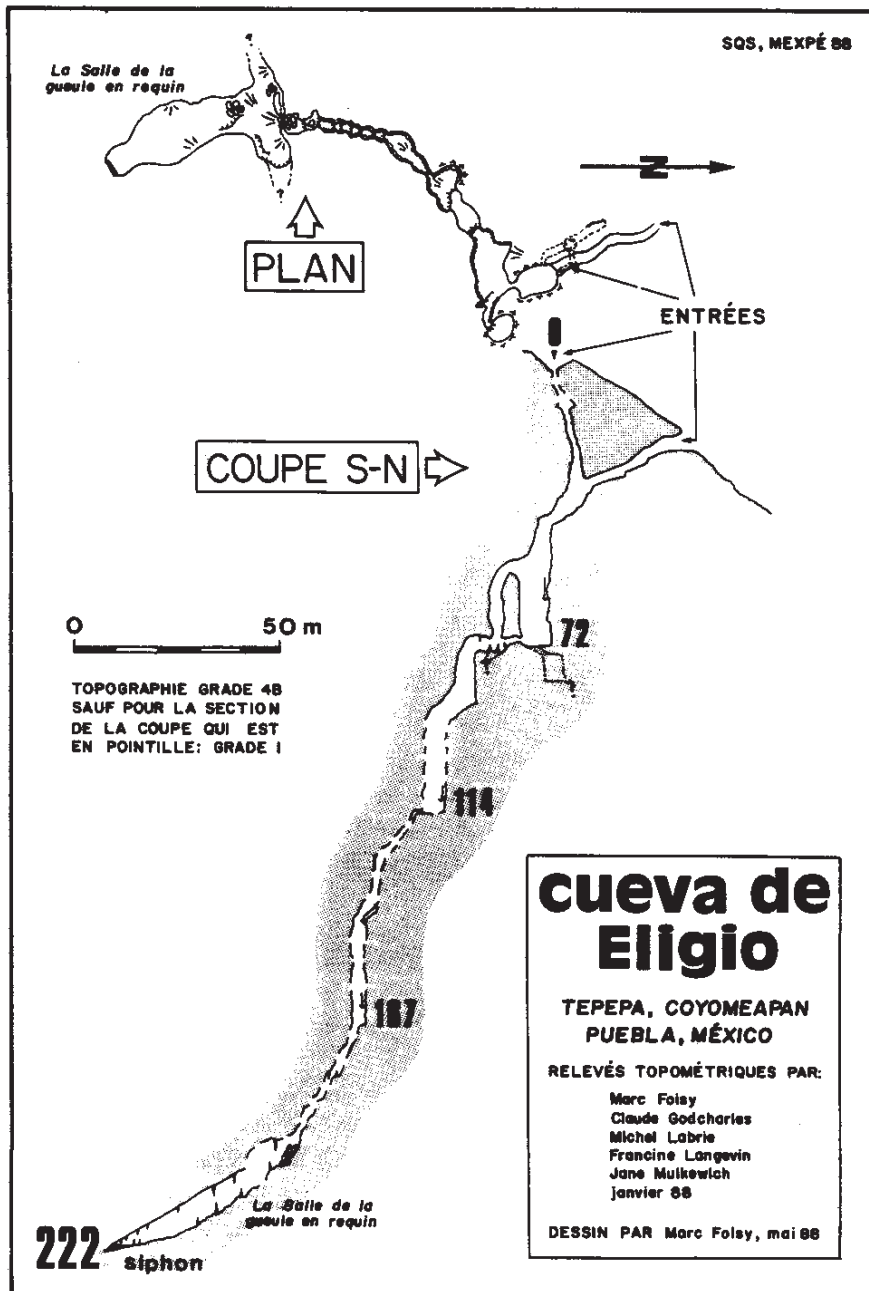 SQS, MEXPÉ 88
La Salle de la
gueule en requin
N
PLAN
ENTRÉES
0
COUPE S-N
0 50 m
72
TOPOGRAPHIE GRADE 4B
SAUF POUR LA SECTION
DE LA COUPE QUI EST
EN POINTILLE: GRADE 1
114
cueva de
Eligio
TEPEPA, COYOMEAPAN
PUEBLA, MÉXICO
RELEVÉS TOPOMÉTRIQUES PAR:
Marc Foisy
Claude Godcharles
Michel Labrie
Francine Langevin
Jane Mulkewich
janvier 88
DESSIN PAR Marc Foisy, mai 88
167
La Salle de la
gueule en requin
222 siphon